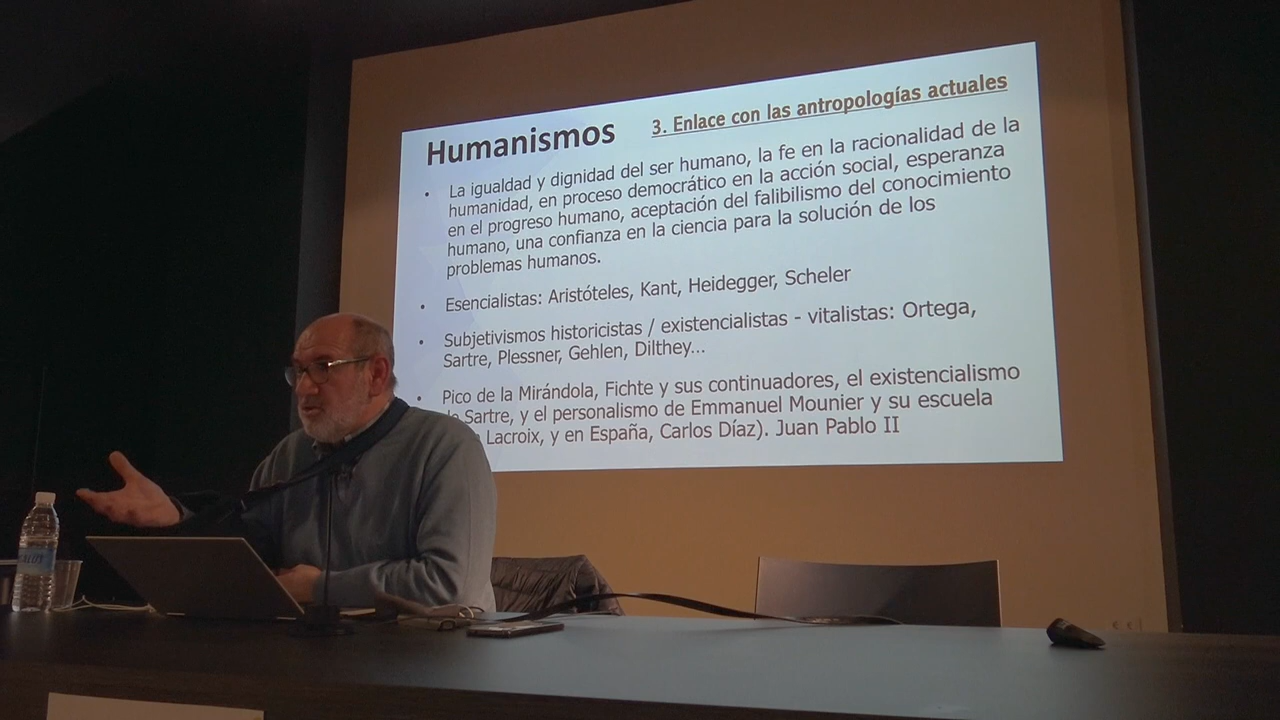 Humanismos
3. Enlace con las antropologías actuales
• La igualdad y dignidad del ser humano, la fe en la racionalidad de la
humanidad, en proceso democrático en la acción social, esperanza
en el progreso humano, aceptación del falibilismo del conocimiento
humano, una confianza en la ciencia para la solución de los
problemas humanos.
• Esencialistas: Aristóteles, Kant, Heidegger, Scheler
• Subjetivismos historicistas / existencialistas - vitalistas: Ortega,
Sartre, Plessner, Gehlen, Dilthey...
• Pico de la Mirándola, Fichte y sus continuadores, el existencialismo
Sartre, y el personalismo de Emmanuel Mounier y su escuela
Lacroix, y en España, Carlos Díaz). Juan Pablo II